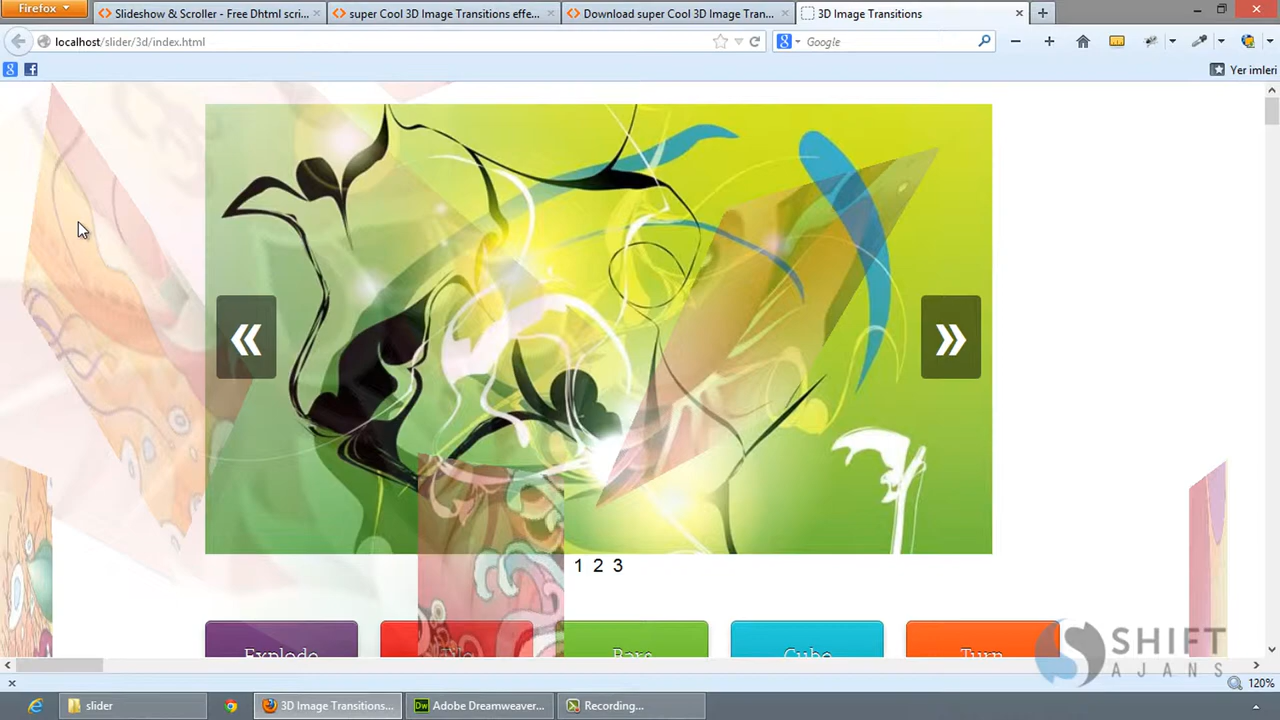 Firefox
Slideshow & Scroller - Free Dhtml scri...
super Cool 3D Image Transitions effe...
Download super Cool 3D Image Tran...
3D Image Transitions
localhost/slider/3d/index.html
Google
Yer imleri
« »
1 2 3
Explode
Tile
Bars
Cube
Turn
SHIFT
AJANS
120%
slider
3D Image Transitions...
Dw
Adobe Dreamweaver...
Recording...